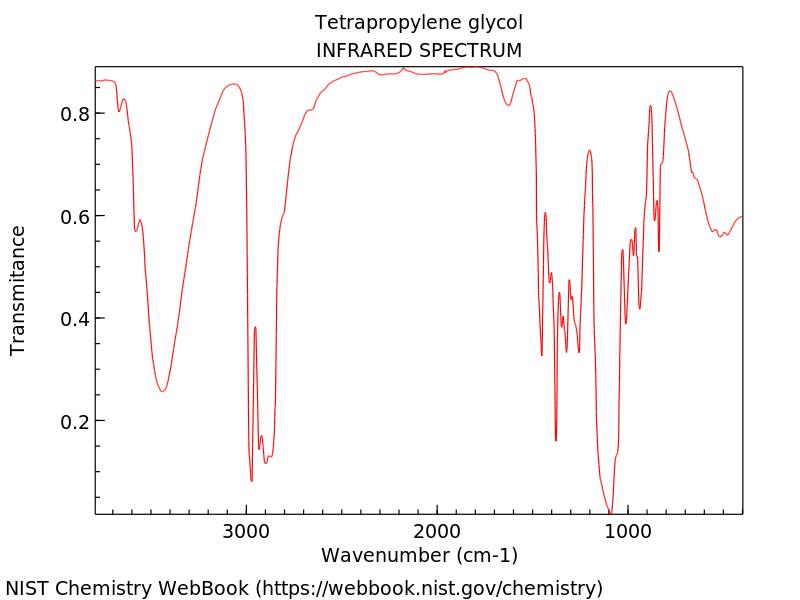 Tetrapropylene glycol
INFRARED SPECTRUM
0.8
0.6
0.4
0.2
Transmitance
3000 2000 1000
Wavenumber (cm-1)
NIST Chemistry WebBook (https://webbook.nist.gov/chemistry)